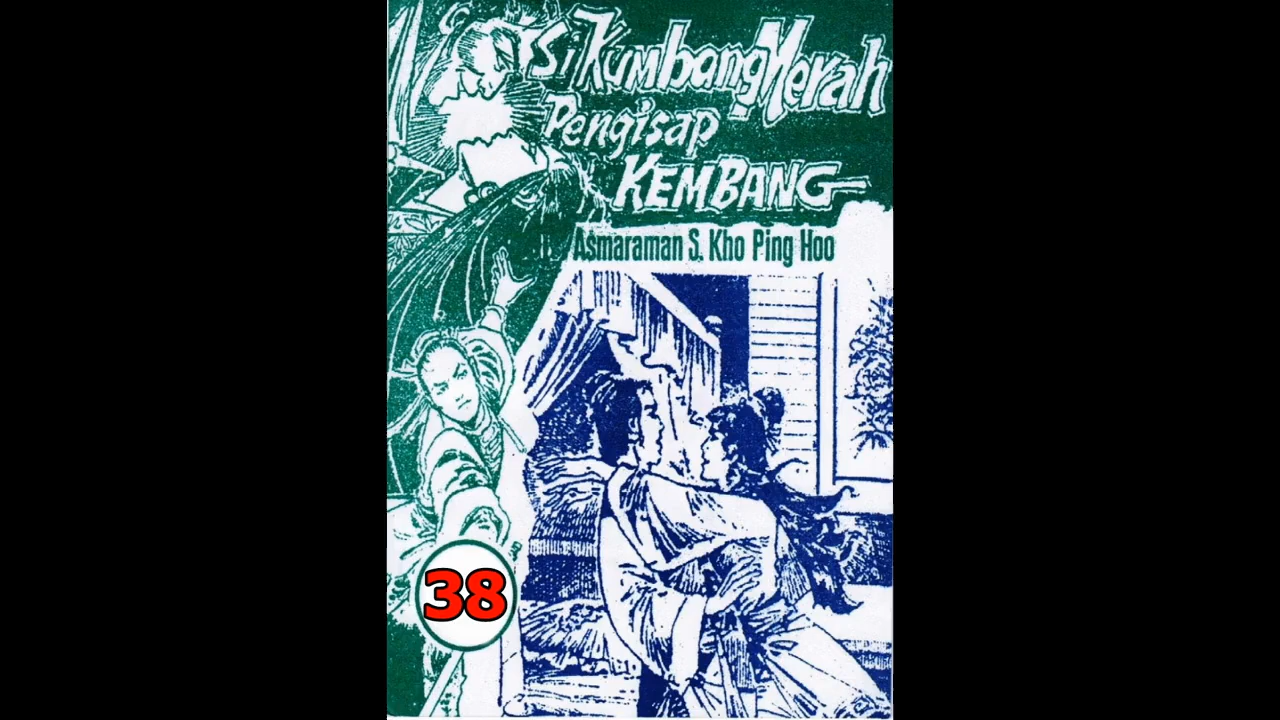 Si Kumbang Merah
Pengisap
KEMBANG
Asmaraman S. Kho Ping Hoo
38